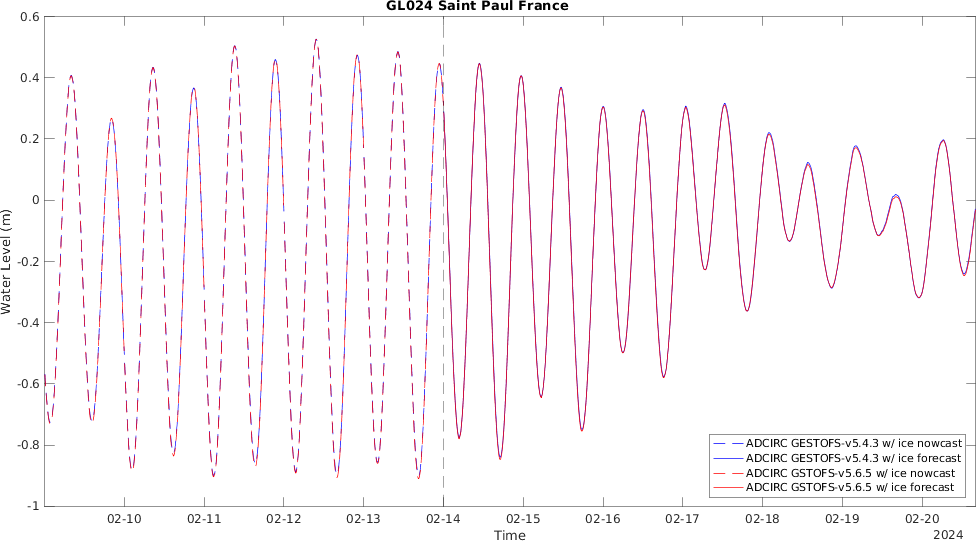 GL024 Saint Paul France
0.6
0.4
0.2
0
-0.2
-0.4
-0.6
-0.8
-1
Water Level (m)
ADCIRC GESTOFS-v5.4.3 w/ ice nowcast
ADCIRC GESTOFS-v5.4.3 w/ ice forecast
ADCIRC GSTOFS-v5.6.5 w/ ice nowcast
ADCIRC GSTOFS-v5.6.5 w/ ice forecast
02-10 02-11 02-12 02-13 02-14 02-15 02-16 02-17 02-18 02-19 02-20
Time
2024